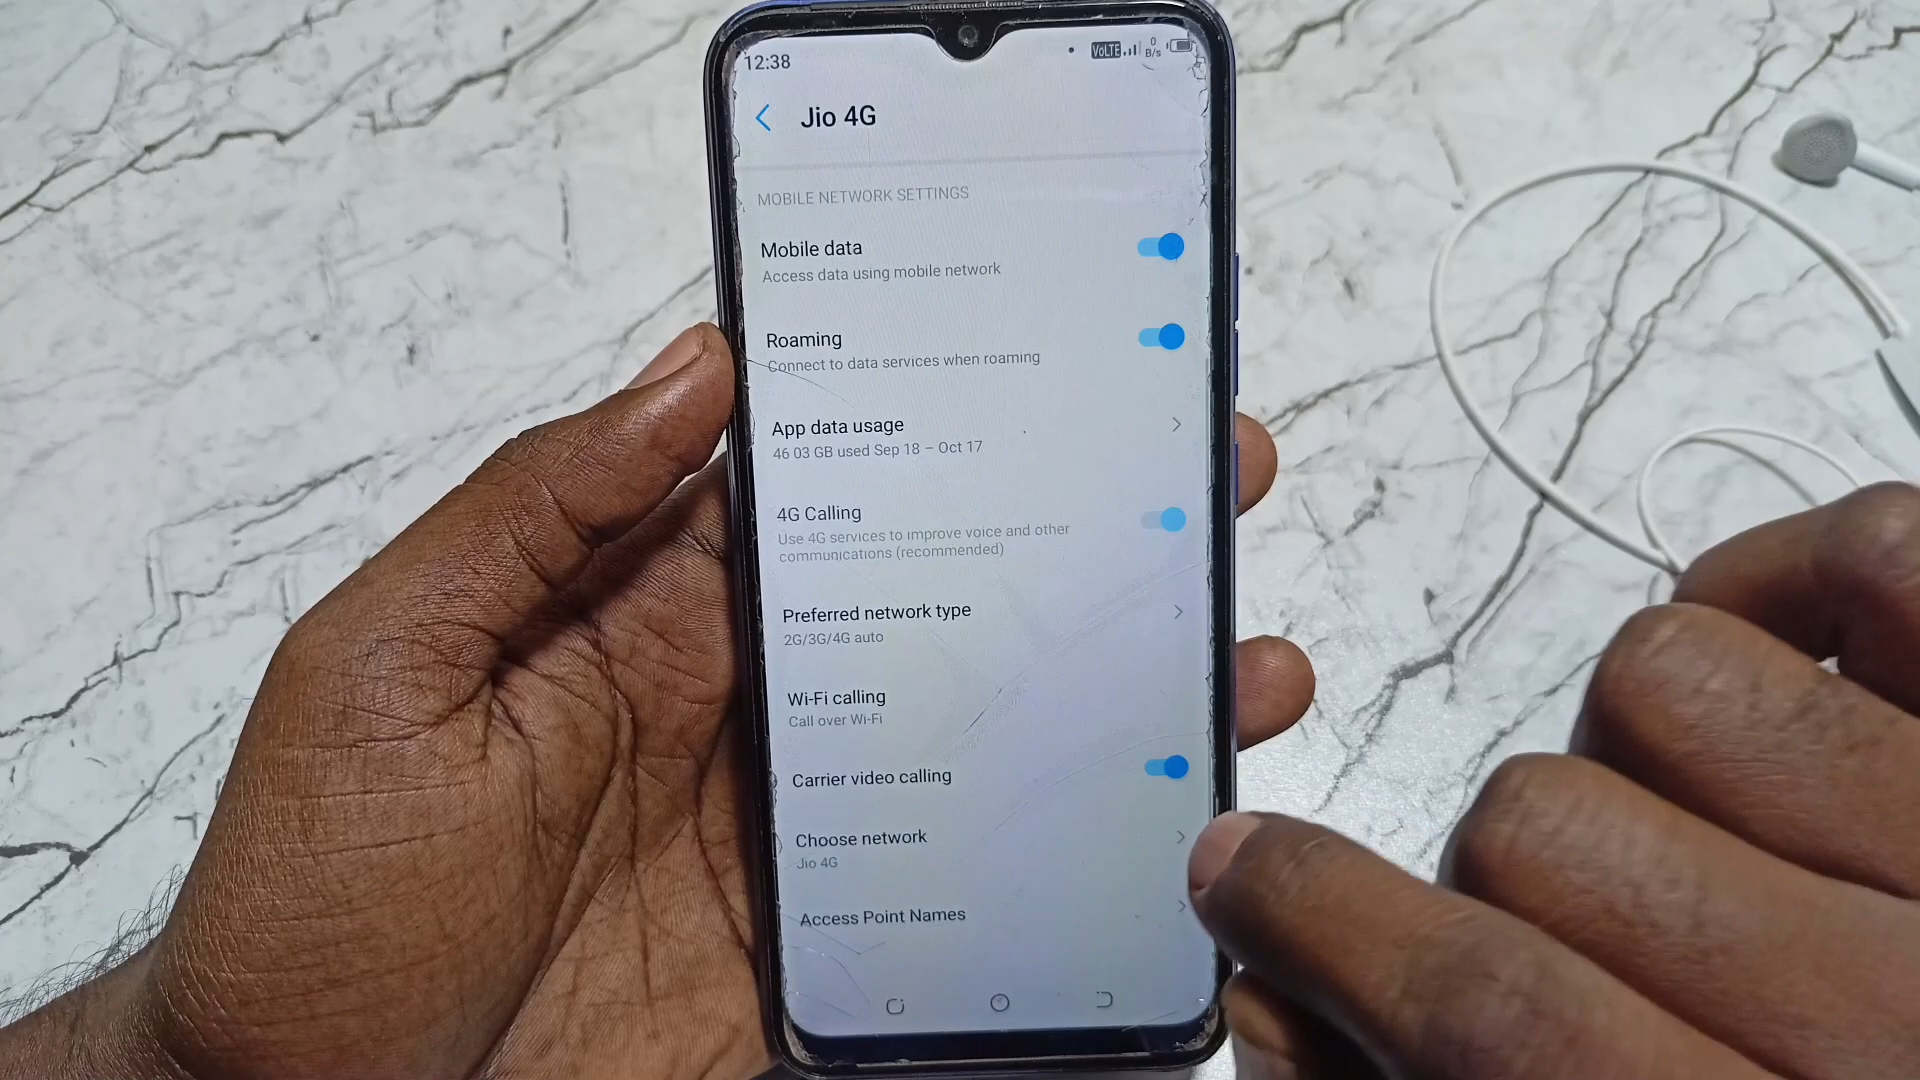 12:38
VoLTE 0 B/s
Jio 4G
MOBILE NETWORK SETTINGS
Mobile data
Access data using mobile network
Roaming
Connect to data services when roaming
App data usage
46 03 GB used Sep 18 – Oct 17
4G Calling
Use 4G services to improve voice and other
communications (recommended)
Preferred network type
2G/3G/4G auto
Wi-Fi calling
Call over Wi-Fi
Carrier video calling
Choose network
Jio 4G
Access Point Names